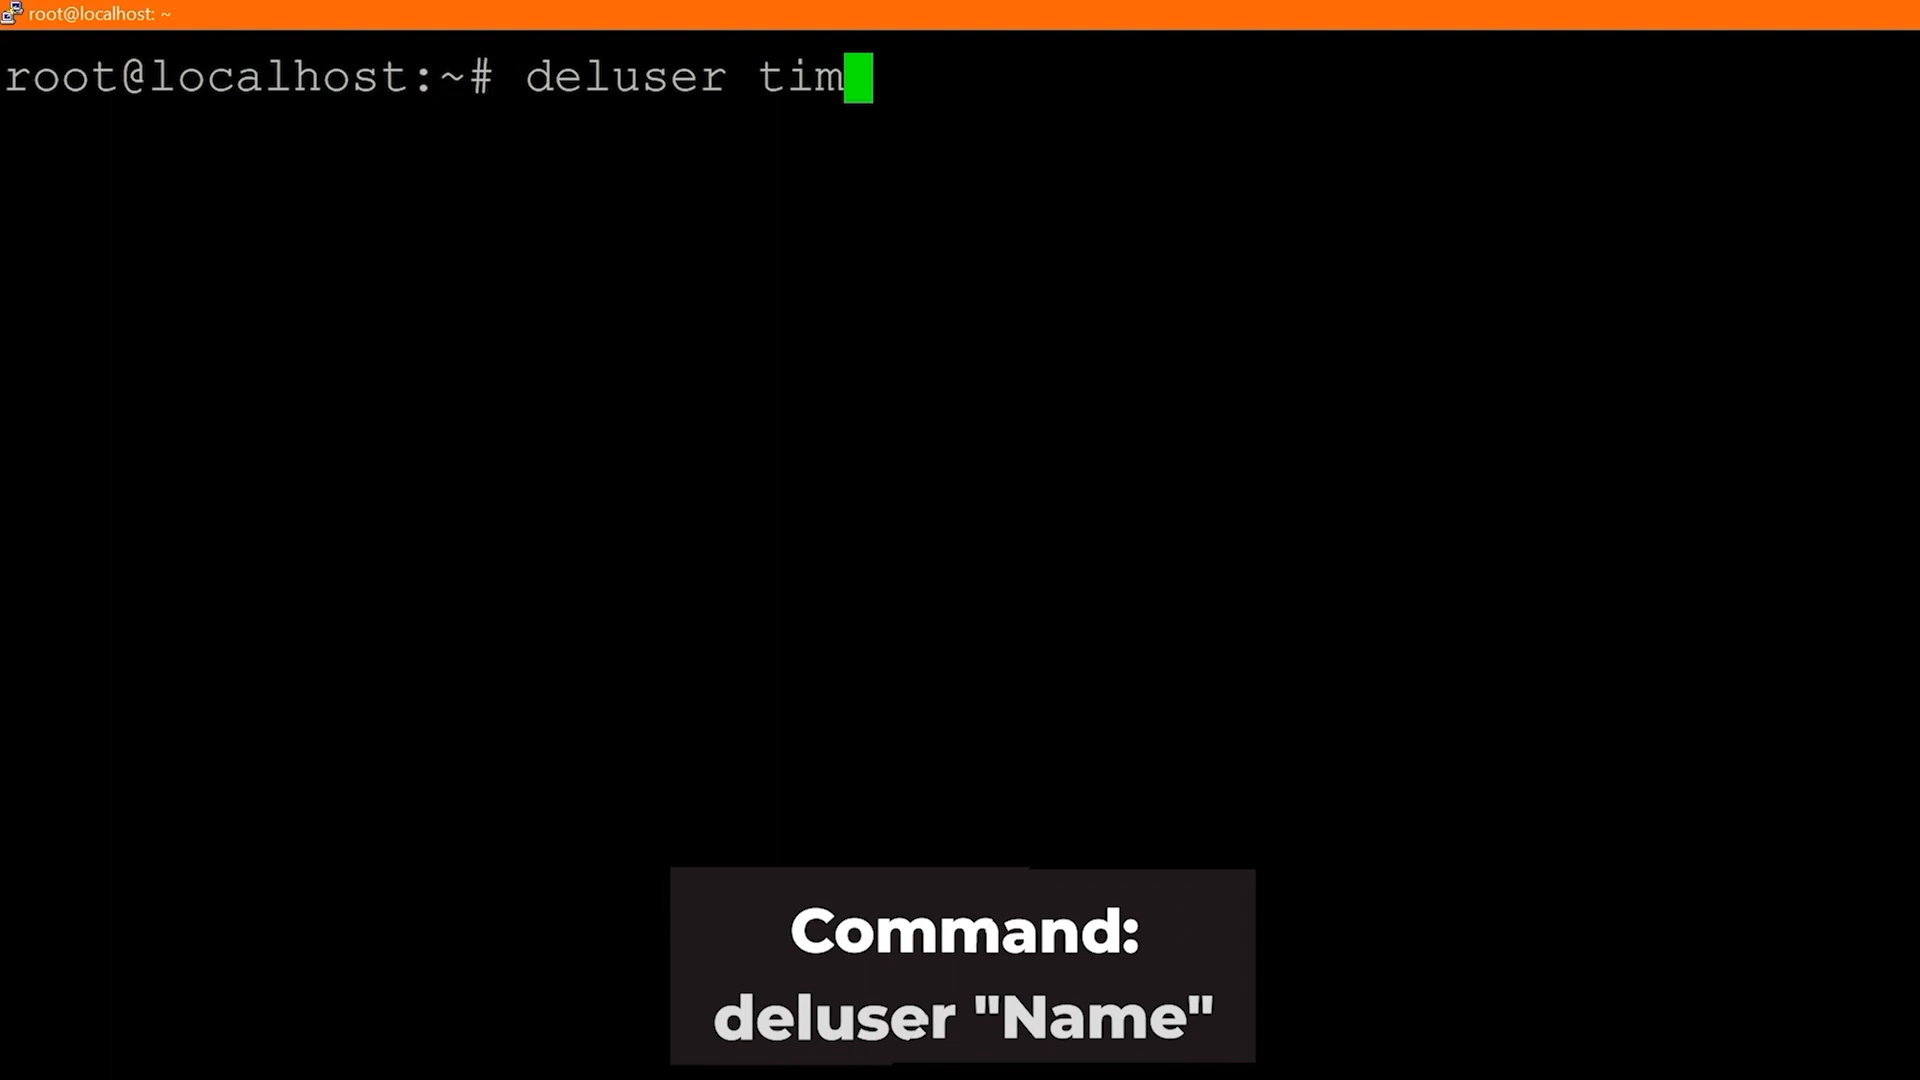 root@localhost: ~
root@localhost:~# deluser tim
Command:
deluser "Name"